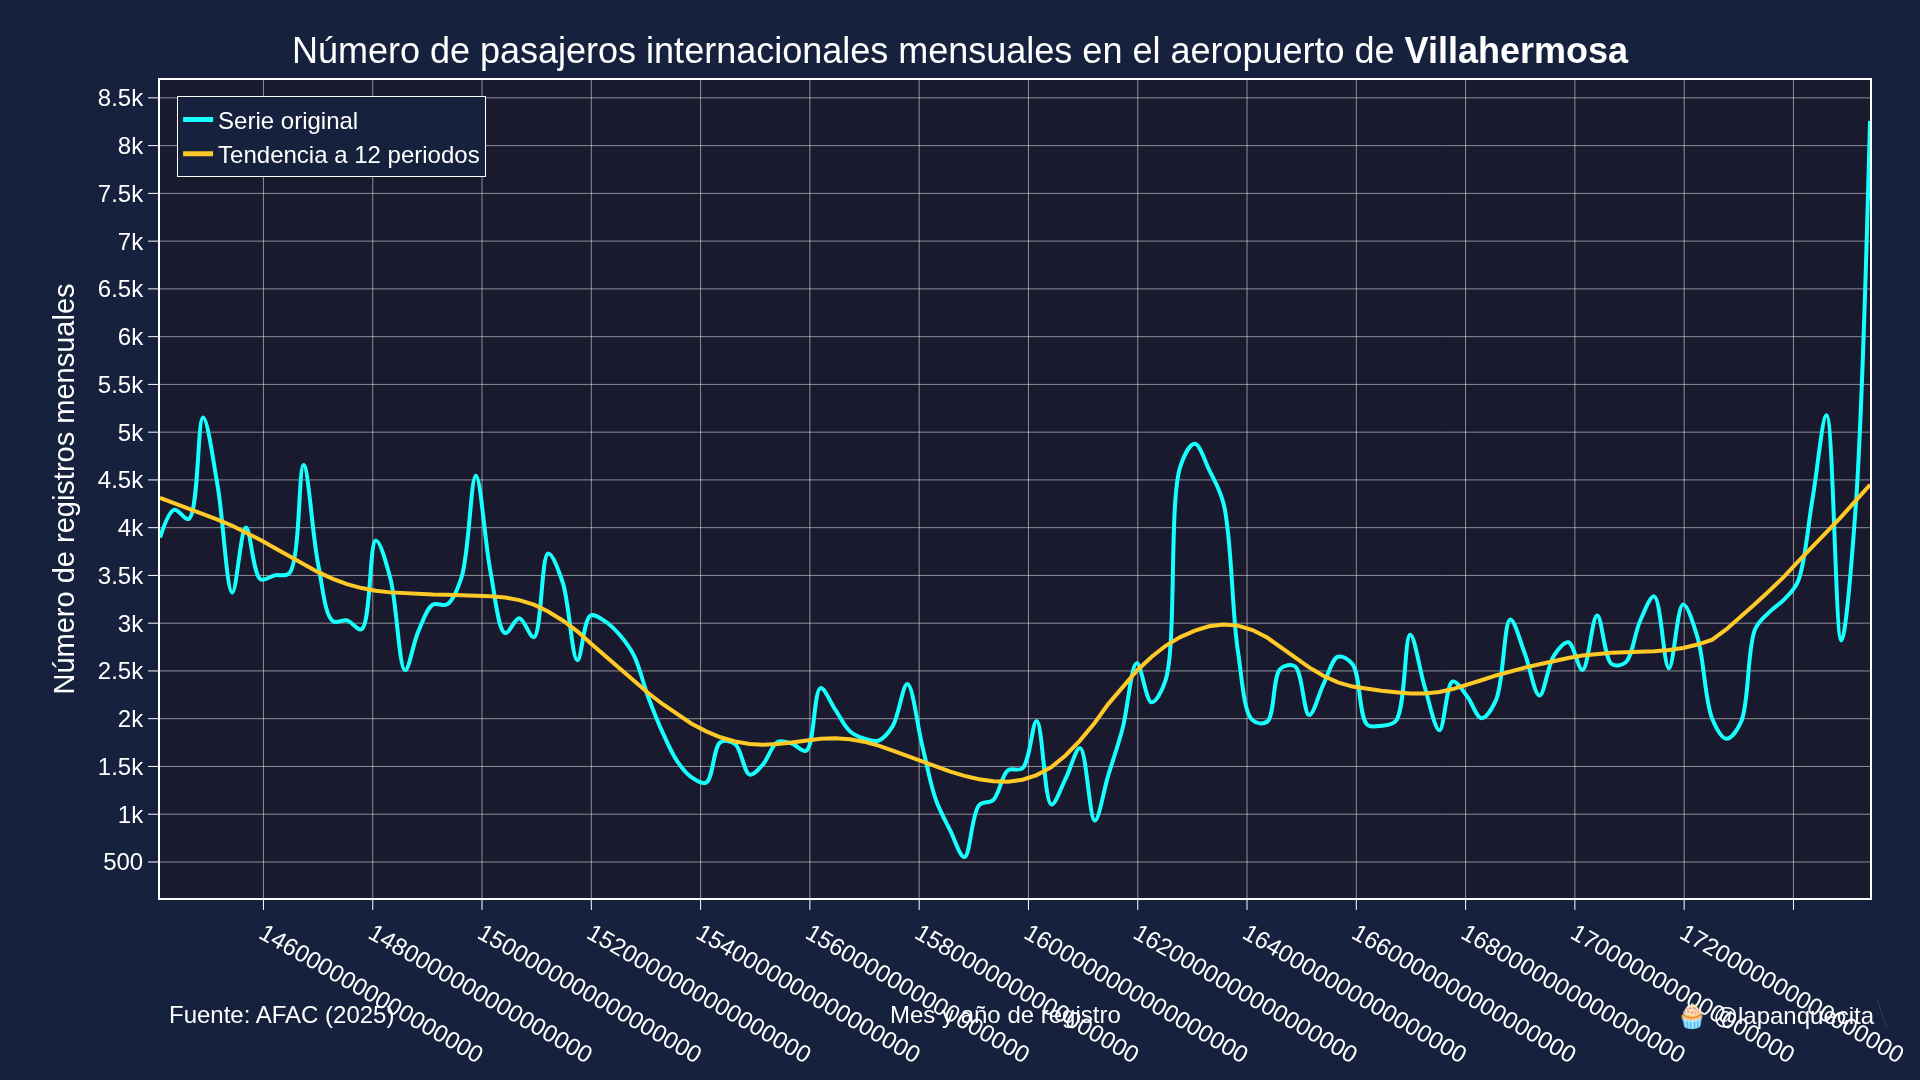 Número de pasajeros internacionales mensuales en el aeropuerto de Villahermosa
Serie original
Tendencia a 12 periodos
8.5k
8k
7.5k
7k
6.5k
6k
5.5k
5k
4.5k
4k
3.5k
3k
2.5k
2k
1.5k
1k
500
Número de registros mensuales
1460000000000000000
1480000000000000000
1500000000000000000
1520000000000000000
1540000000000000000
1560000000000000000
1580000000000000000
1600000000000000000
1620000000000000000
1640000000000000000
1660000000000000000
1680000000000000000
1700000000000000000
1720000000000000000
Fuente: AFAC (2025)
Mes y año de registro
🧁 @lapanquecita